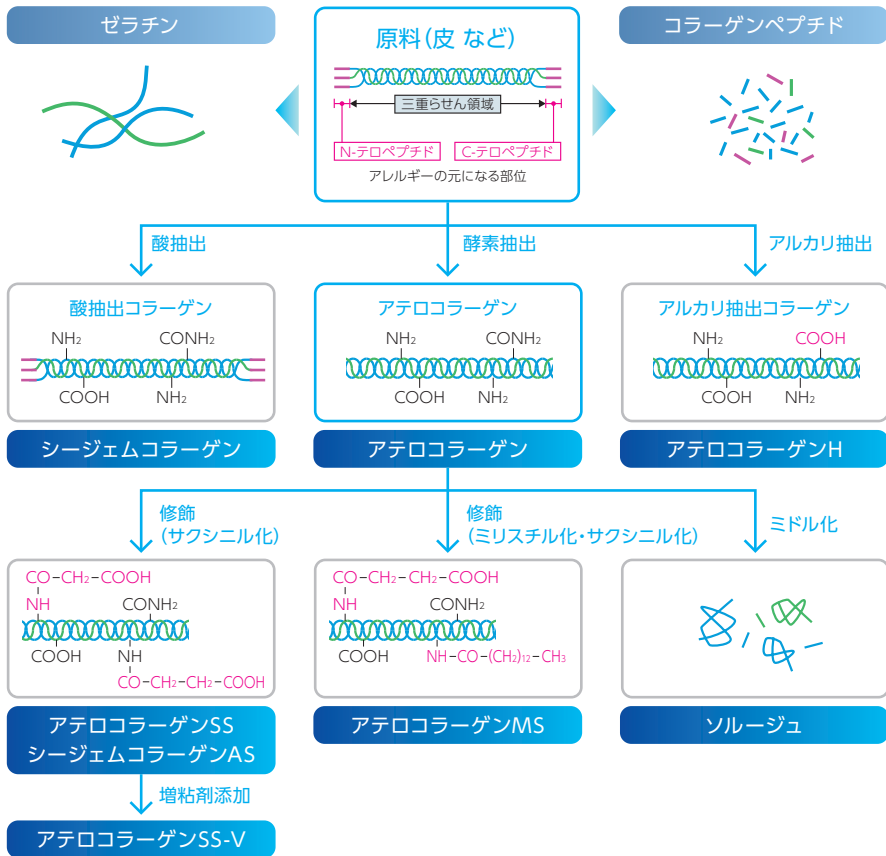 ゼラチン
原料(皮 など)
コラーゲンペプチド
三重らせん領域
N-テロペプチド
C-テロペプチド
アレルギーの元になる部位
酸抽出
酵素抽出
アルカリ抽出
酸抽出コラーゲン
NH₂
CONH₂
COOH
NH₂
シージェムコラーゲン
アテロコラーゲン
NH₂
CONH₂
COOH
NH₂
アテロコラーゲン
アルカリ抽出コラーゲン
NH₂
COOH
COOH
NH₂
アテロコラーゲンH
修飾
(サクシニル化)
修飾
(ミリスチル化・サクシニル化)
ミドル化
CO-CH₂-COOH
NH
CONH₂
COOH
NH
CO-CH₂-CH₂-COOH
アテロコラーゲンSS
シージェムコラーゲンAS
増粘剤添加
アテロコラーゲンSS-V
CO-CH₂-CH₂-COOH
NH
CONH₂
COOH
NH-CO-(CH₂)₁₂-CH₃
アテロコラーゲンMS
ソルージュ